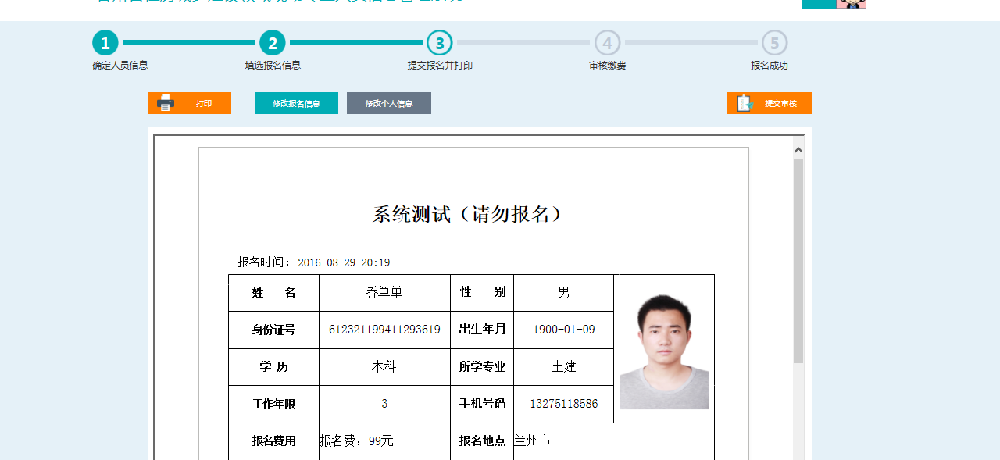 1 2 3 4 5
确定人员信息 填选报名信息 提交报名并打印 审核缴费 报名成功
打印 修改报名信息 修改个人信息 提交审核
系统测试（请勿报名）
报名时间：2016-08-29 20:19
姓 名 乔单单 性 别 男
身份证号 612321199411293619 出生年月 1900-01-09
学 历 本科 所学专业 土建
工作年限 3 手机号码 13275118586
报名费用 报名费：99元 报名地点 兰州市